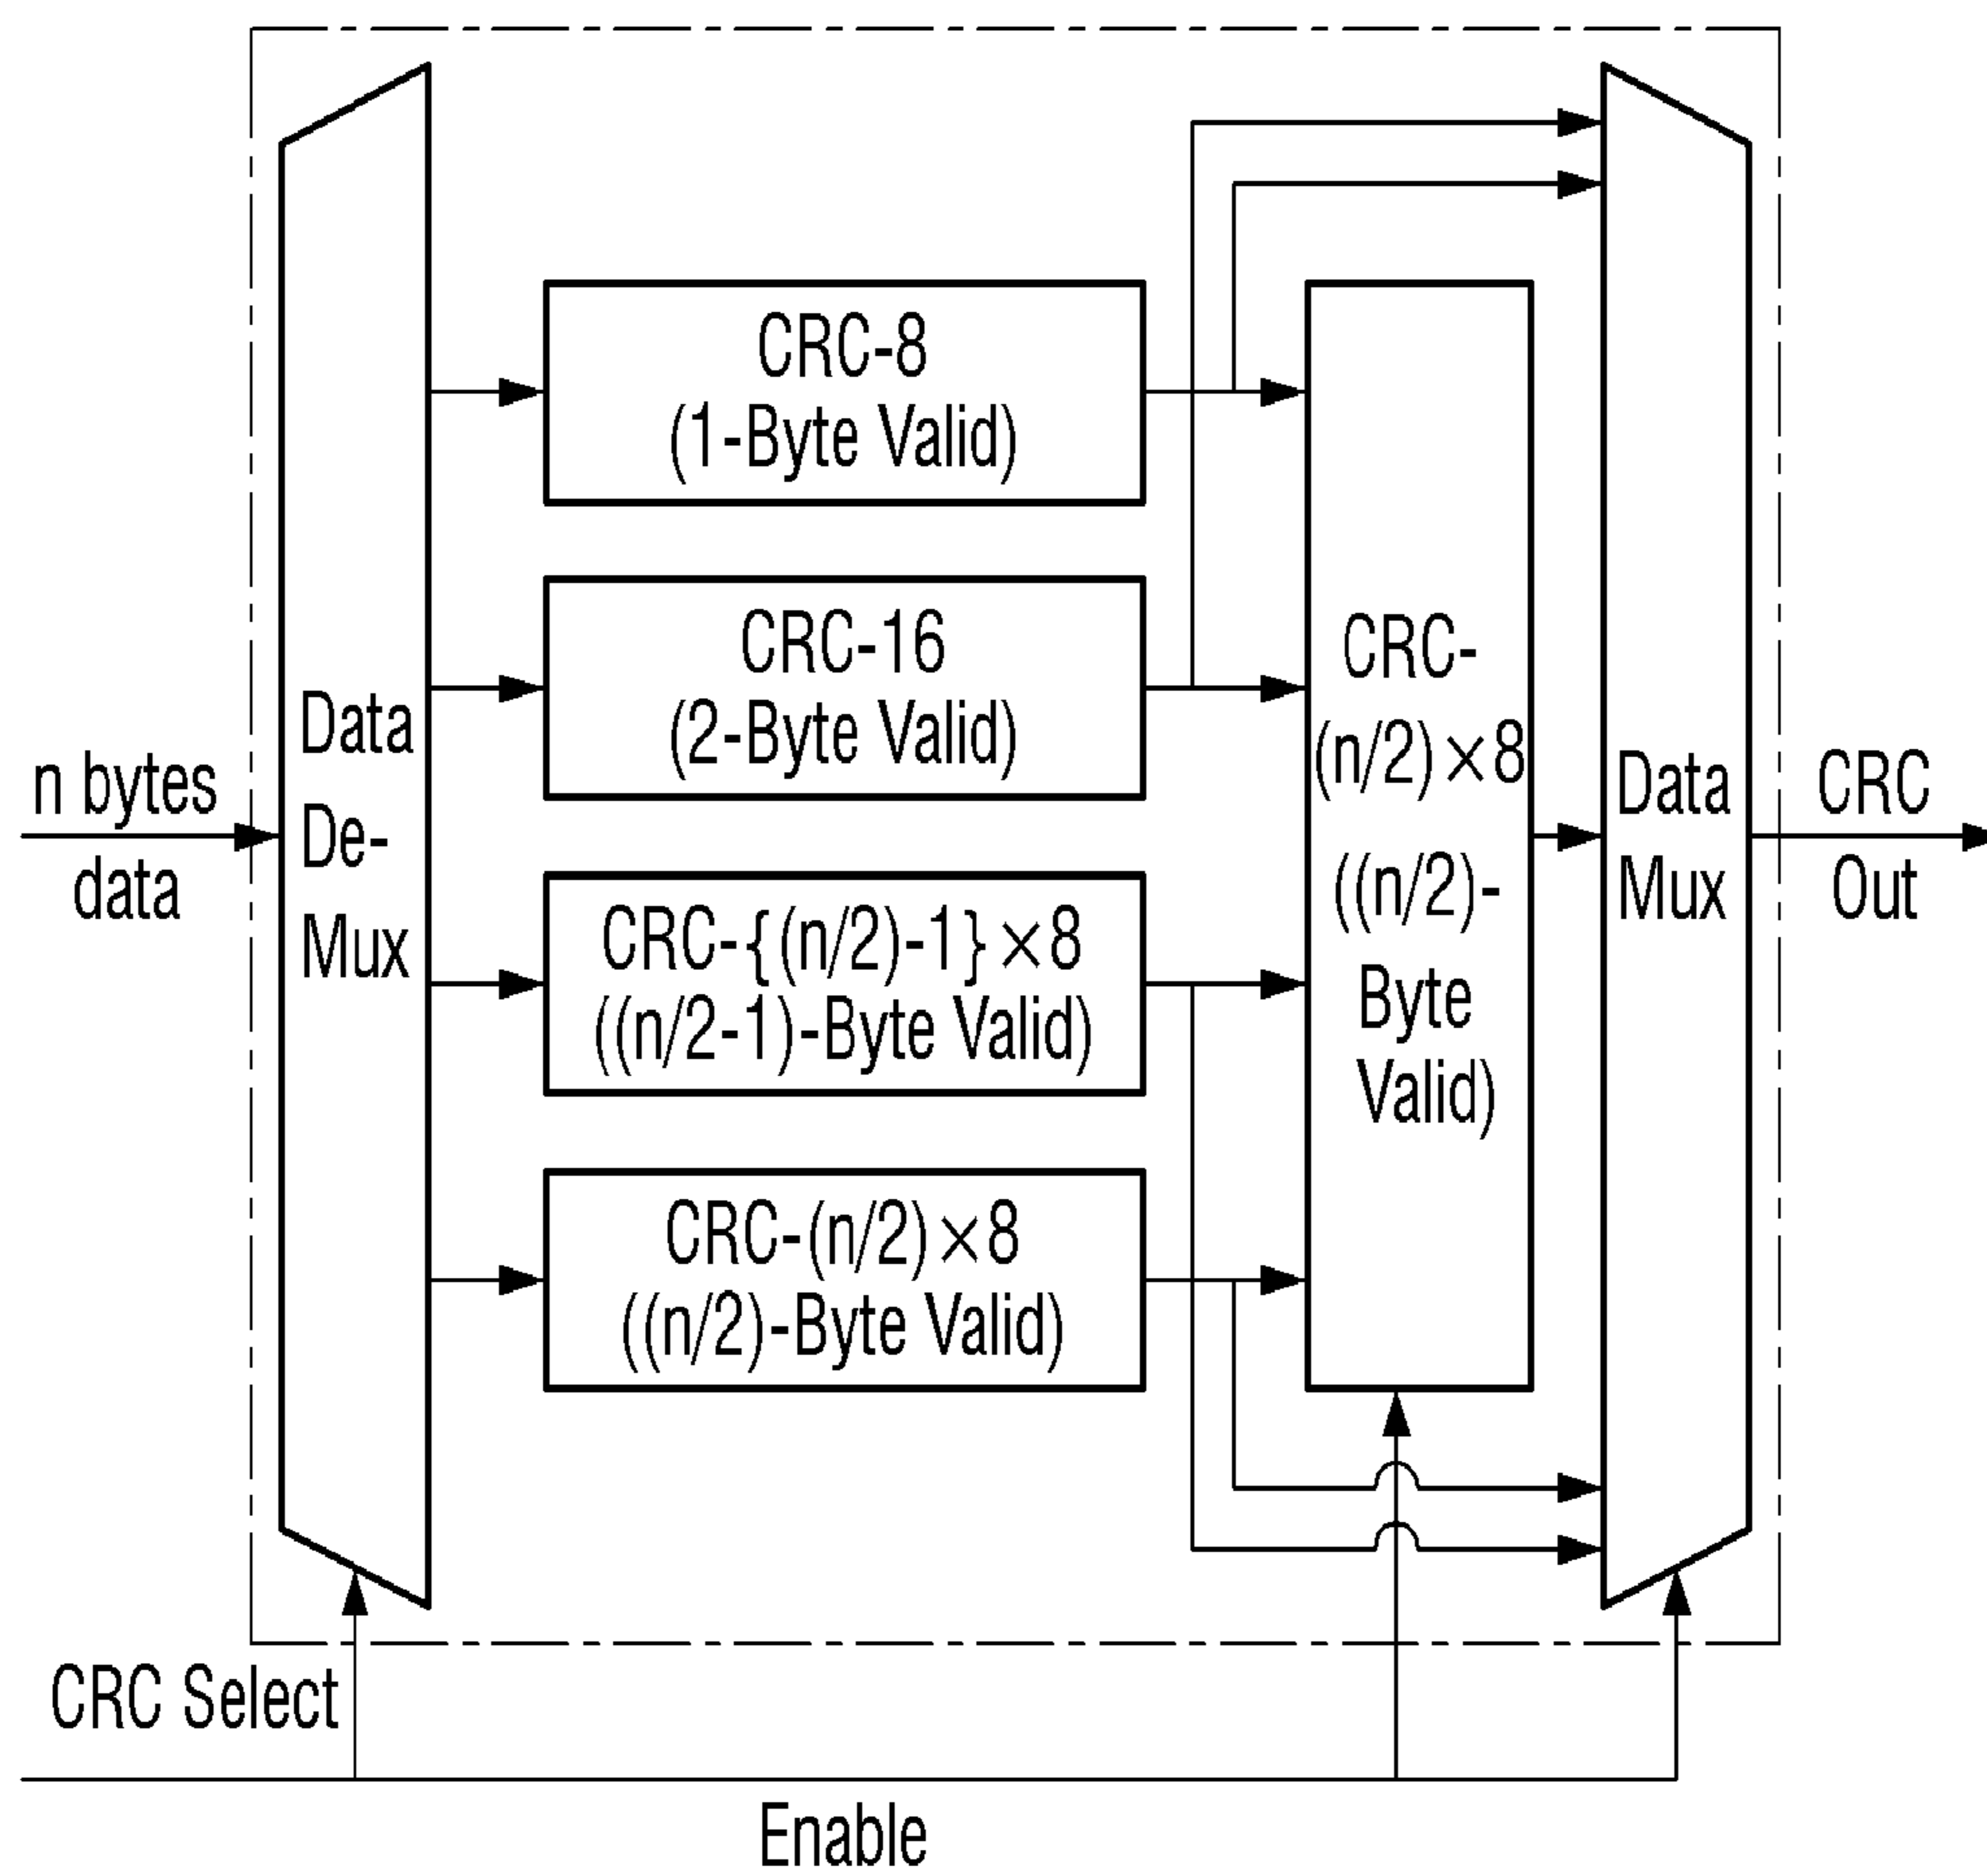 n bytes
data
Data
De-
Mux
CRC-8
(1-Byte Valid)
CRC-16
(2-Byte Valid)
CRC-{(n/2)-1}×8
((n/2-1)-Byte Valid)
CRC-(n/2)×8
((n/2)-Byte Valid)
CRC-
(n/2)×8
((n/2)-
Byte
Valid)
Data
Mux
CRC
Out
CRC Select
Enable